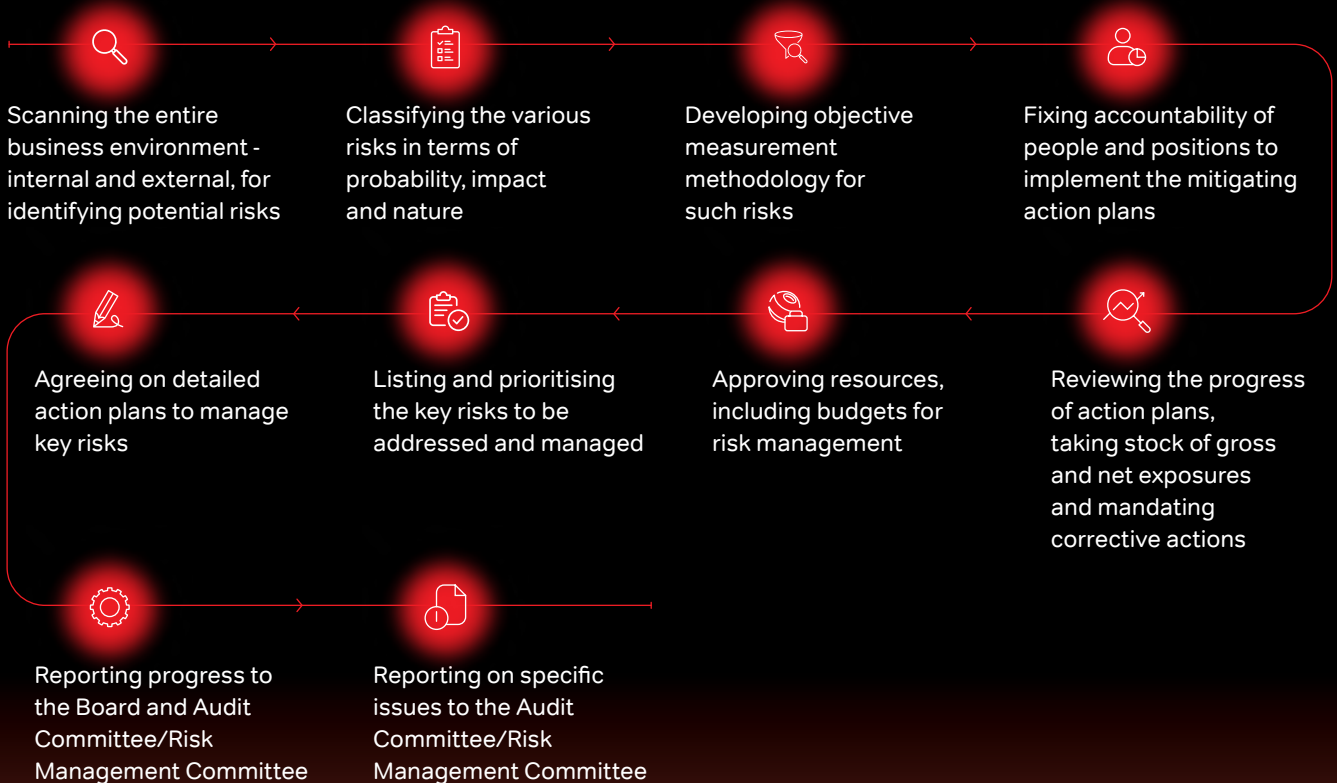 Scanning the entire
business environment -
internal and external, for
identifying potential risks
Classifying the various
risks in terms of
probability, impact
and nature
Developing objective
measurement
methodology for
such risks
Fixing accountability of
people and positions to
implement the mitigating
action plans
Agreeing on detailed
action plans to manage
key risks
Listing and prioritising
the key risks to be
addressed and managed
Approving resources,
including budgets for
risk management
Reviewing the progress
of action plans,
taking stock of gross
and net exposures
and mandating
corrective actions
Reporting progress to
the Board and Audit
Committee/Risk
Management Committee
Reporting on specific
issues to the Audit
Committee/Risk
Management Committee